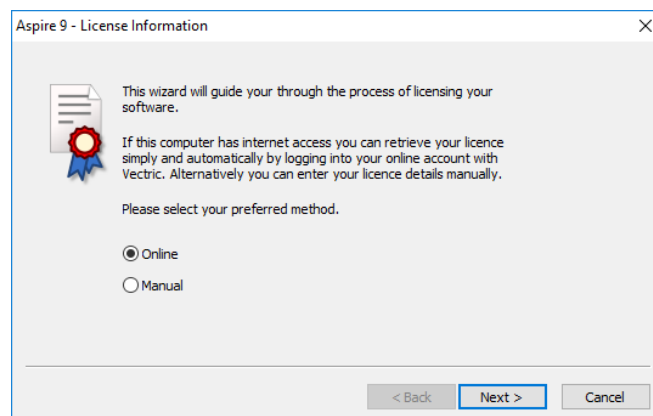 Aspire 9 - License Information
This wizard will guide your through the process of licensing your
software.
If this computer has internet access you can retrieve your licence
simply and automatically by logging into your online account with
Vectric. Alternatively you can enter your licence details manually.
Please select your preferred method.
Online
Manual
< Back Next > Cancel